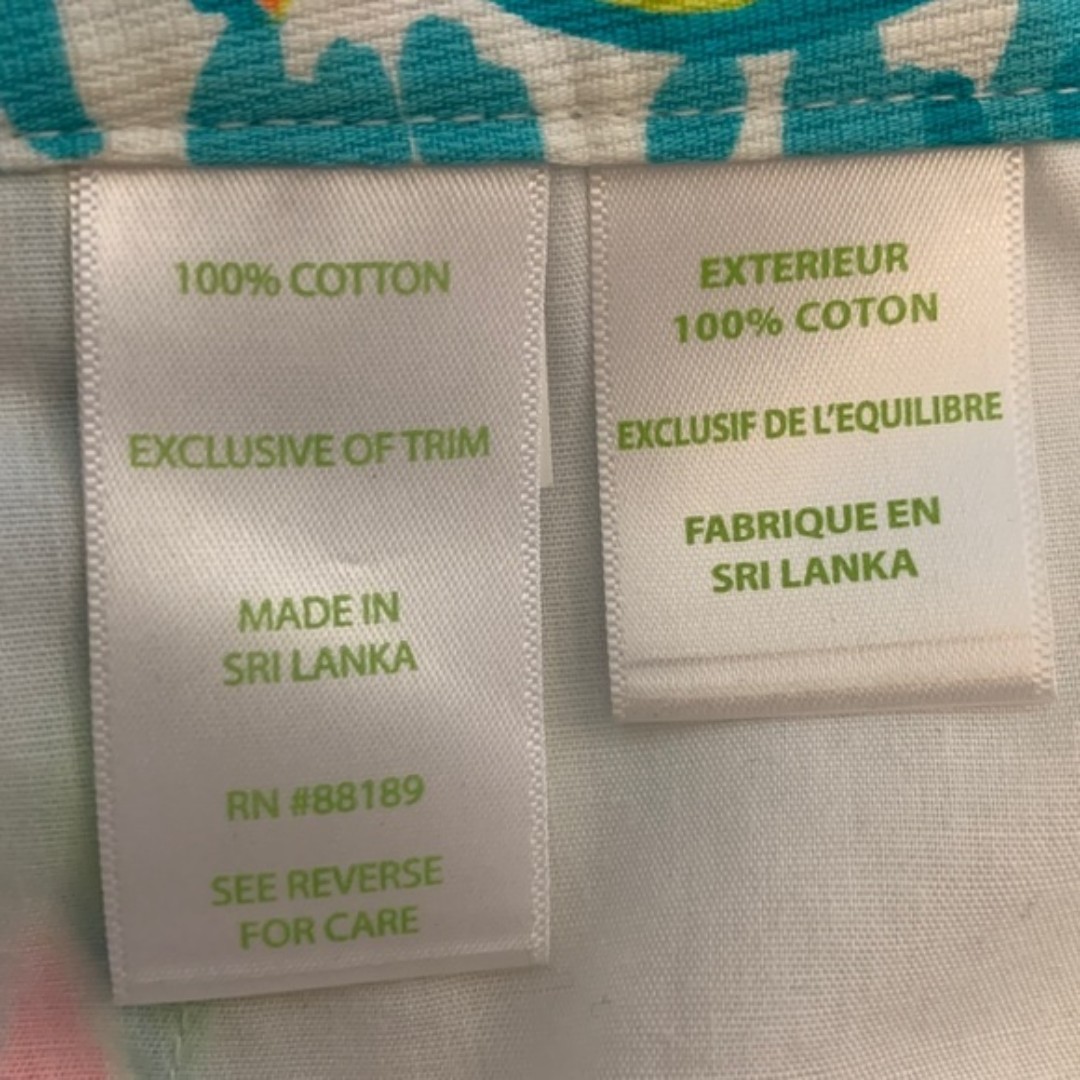 100% COTTON
EXCLUSIVE OF TRIM
MADE IN
SRI LANKA
RN #88189
SEE REVERSE
FOR CARE
EXTERIEUR
100% COTON
EXCLUSIF DE L'EQUILIBRE
FABRIQUE EN
SRI LANKA